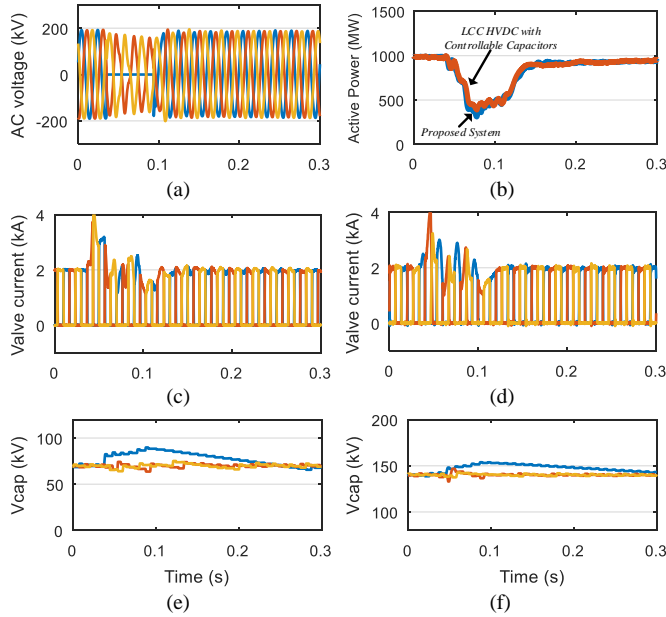 AC voltage (kV)
200
0
-200
0
0.1
0.2
0.3
(a)
Active Power (MW)
1500
1000
500
0
LCC HVDC with
Controllable Capacitors
Proposed System
0
0.1
0.2
0.3
(b)
Valve current (kA)
4
2
0
0
0.1
0.2
0.3
(c)
Valve current (kA)
4
2
0
0
0.1
0.2
0.3
(d)
Vcap (kV)
100
50
0
0
0.1
0.2
0.3
Time (s)
(e)
Vcap (kV)
200
150
100
0
0.1
0.2
0.3
Time (s)
(f)